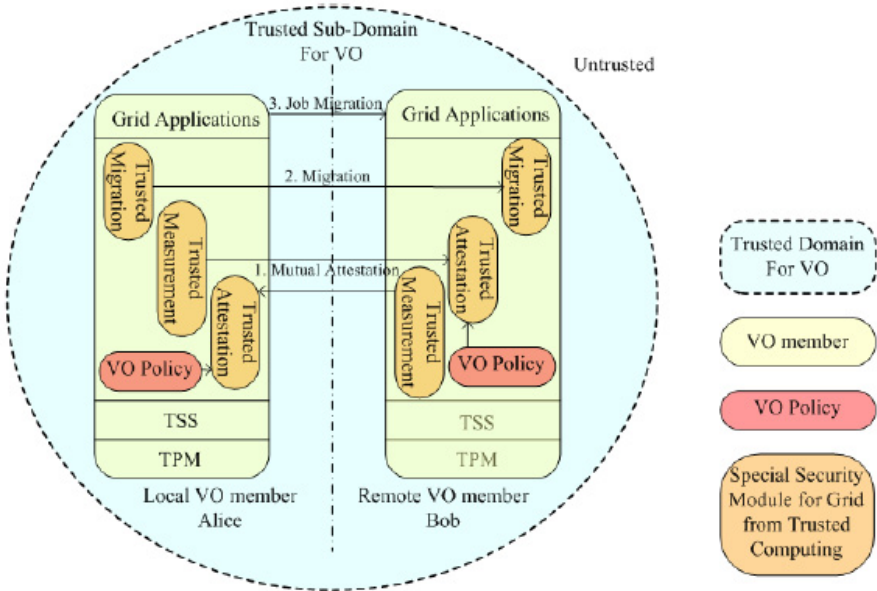 Trusted Sub-Domain
For VO
Untrusted
3. Job Migration
Grid Applications
Grid Applications
Trusted
Migration
2. Migration
Trusted
Migration
Trusted
Measurement
Trusted
Attestation
1. Mutual Attestation
Trusted
Attestation
Trusted
Measurement
VO Policy
VO Policy
TSS
TSS
TPM
TPM
Local VO member
Alice
Remote VO member
Bob
Trusted Domain
For VO
VO member
VO Policy
Special Security
Module for Grid
from Trusted
Computing